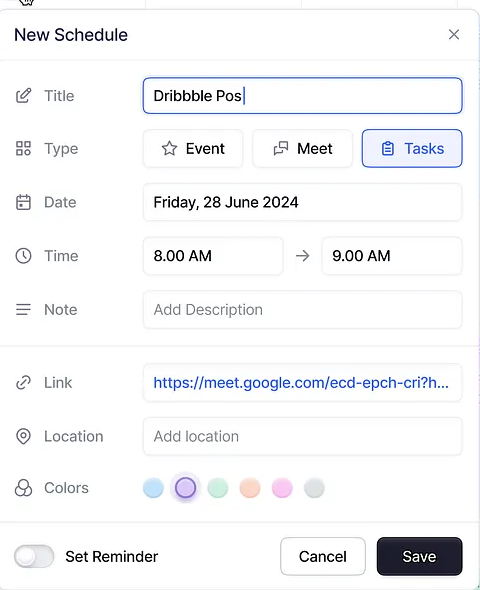 New Schedule
Title
Dribbble Pos
Type
Event
Meet
Tasks
Date
Friday, 28 June 2024
Time
8.00 AM
9.00 AM
Note
Add Description
Link
https://meet.google.com/ecd-epch-cri?h...
Location
Add location
Colors
Set Reminder
Cancel
Save